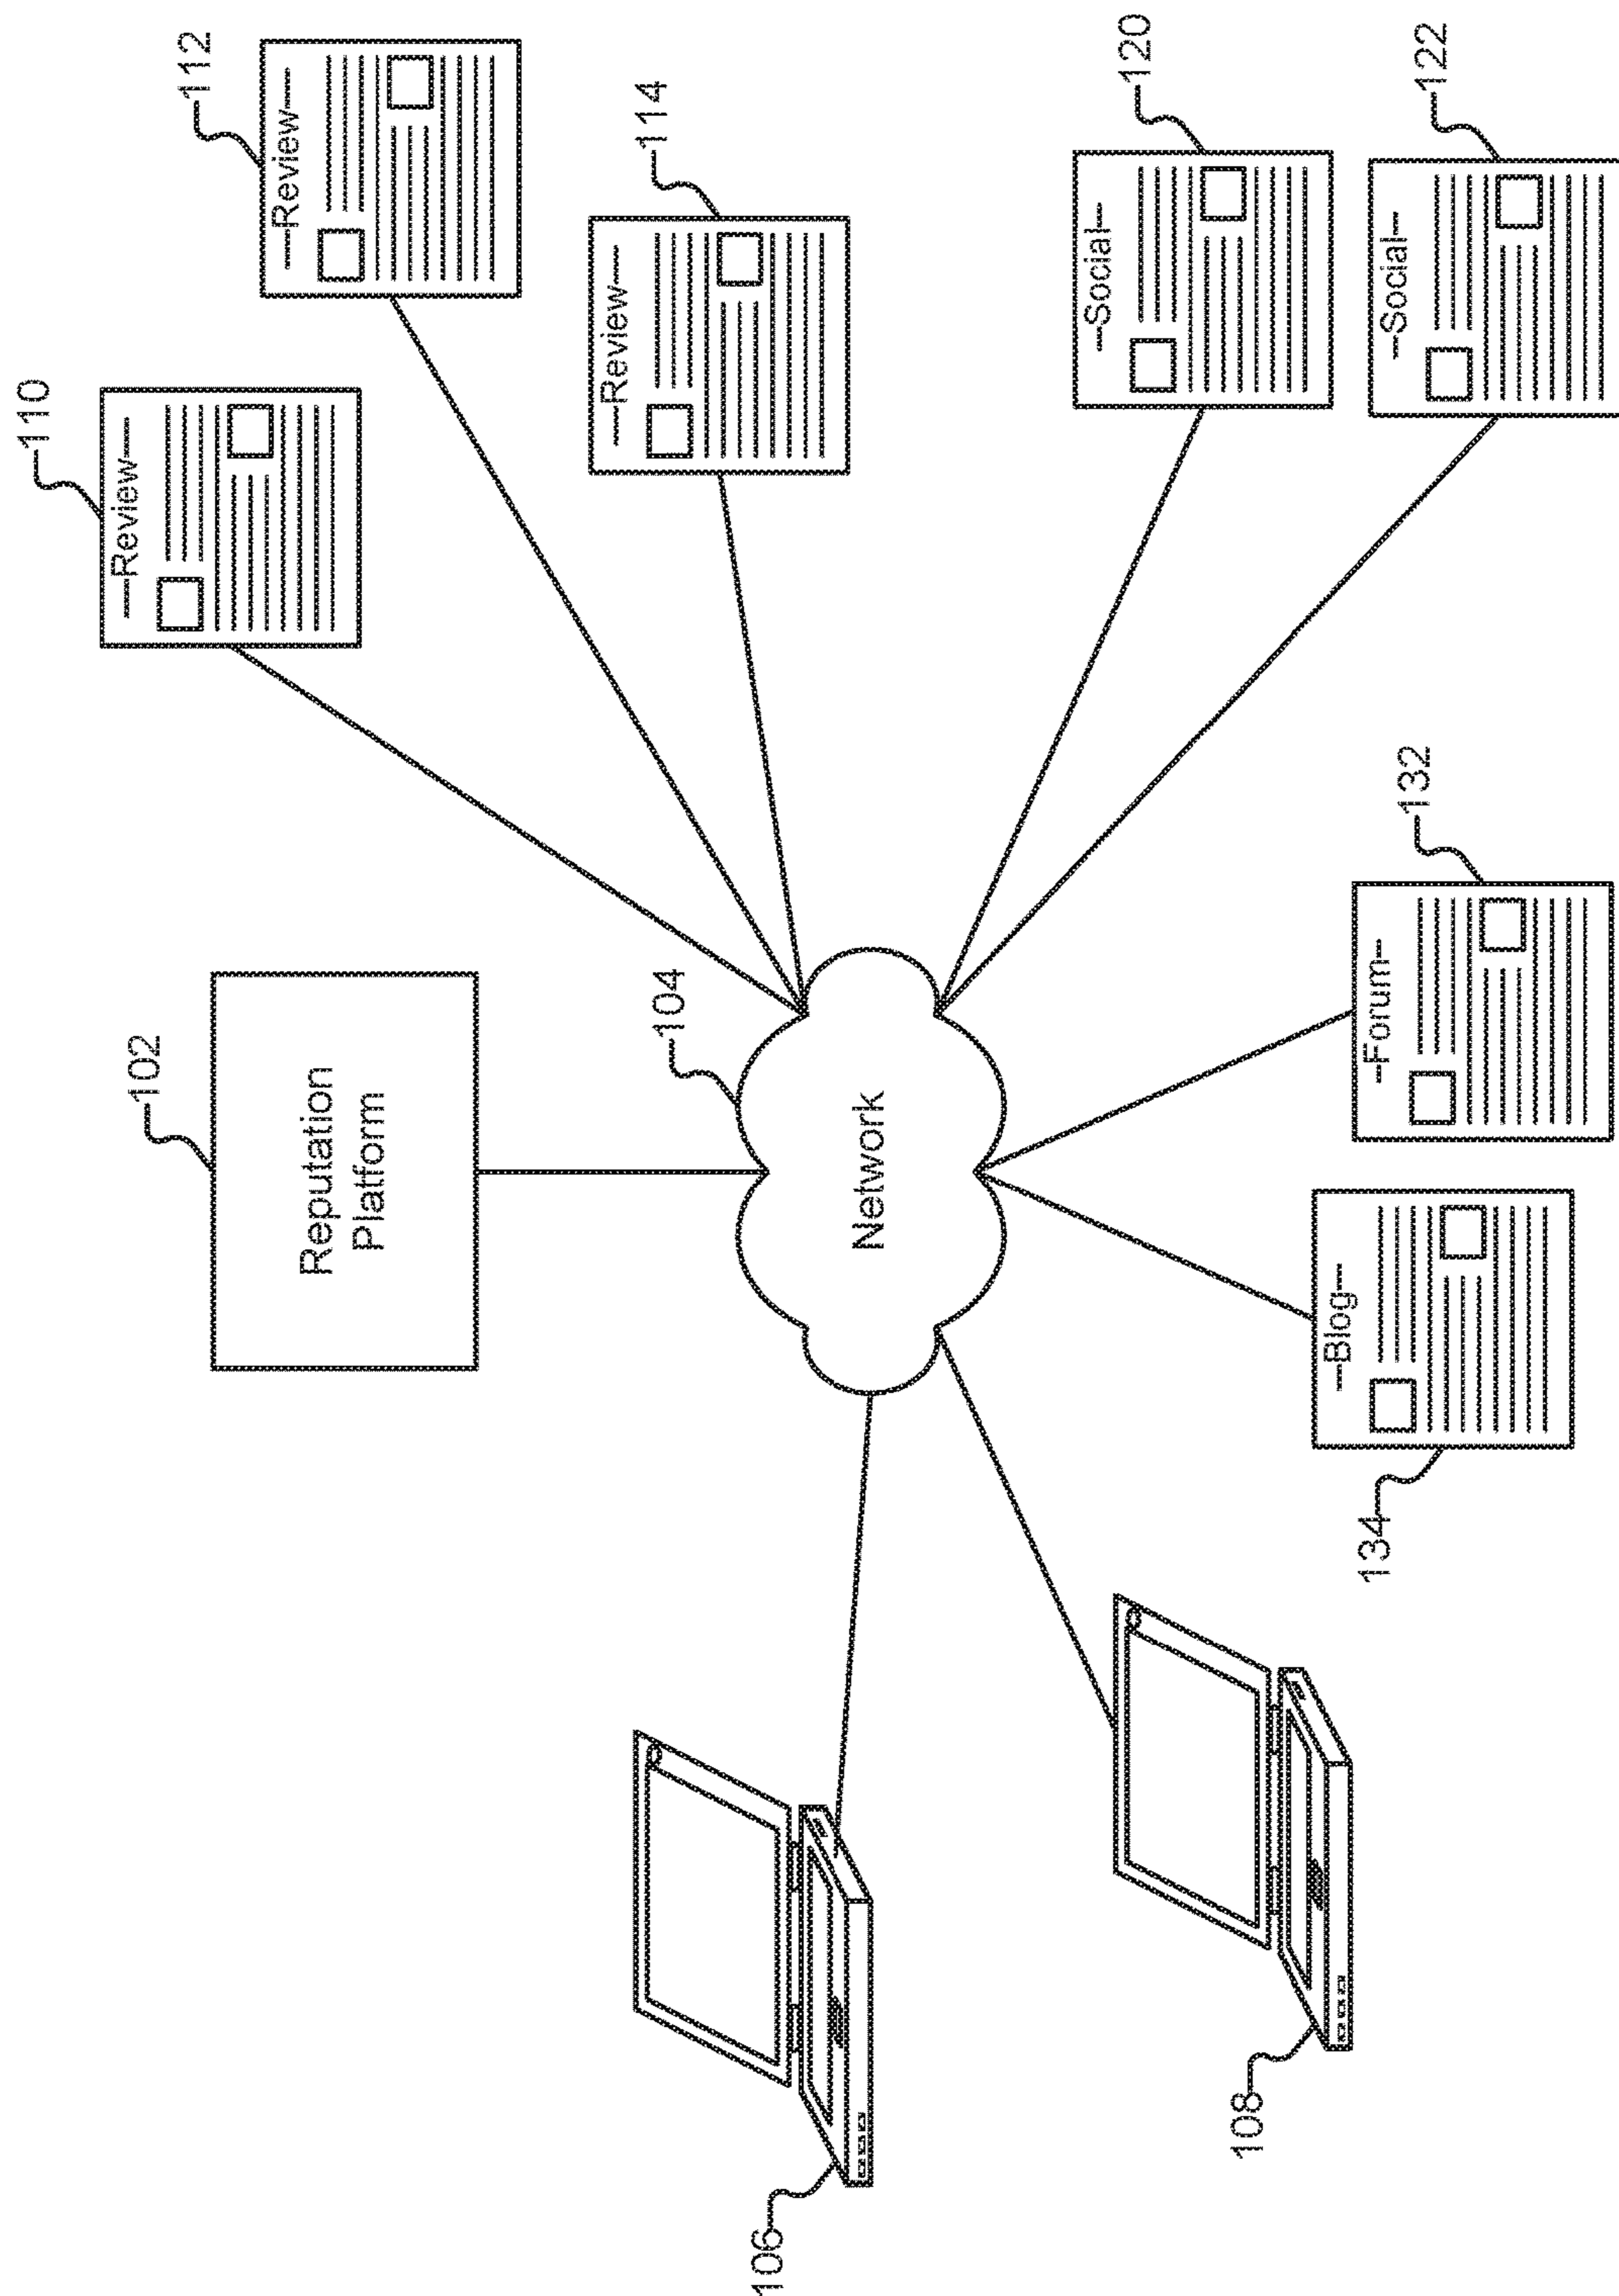 110
—Review—
102
112
—Review—
Reputation
Platform
—Review—
114
104
106
Network
—Social—
120
108
—Blog—
134
—Forum—
132
—Social—
122